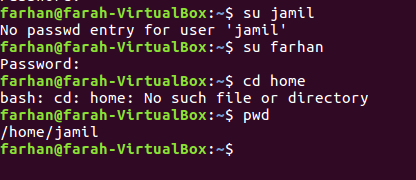 farhan@farah-VirtualBox:~$ su jamil
No passwd entry for user 'jamil'
farhan@farah-VirtualBox:~$ su farhan
Password:
farhan@farah-VirtualBox:~$ cd home
bash: cd: home: No such file or directory
farhan@farah-VirtualBox:~$ pwd
/home/jamil
farhan@farah-VirtualBox:~$